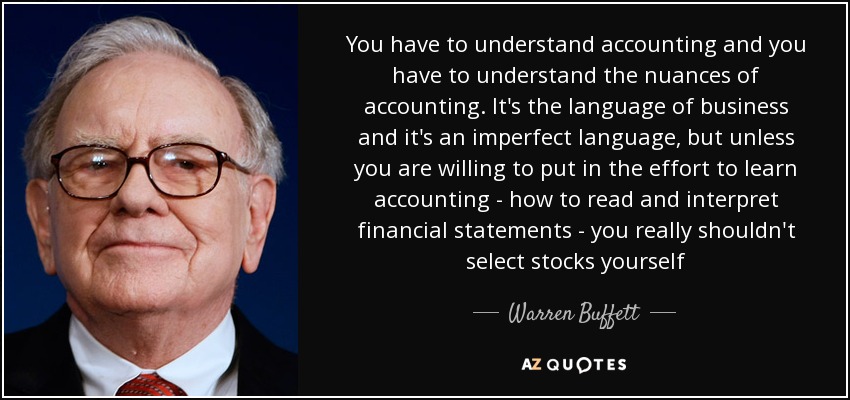 You have to understand accounting and you
have to understand the nuances of
accounting. It's the language of business
and it's an imperfect language, but unless
you are willing to put in the effort to learn
accounting - how to read and interpret
financial statements - you really shouldn't
select stocks yourself
Warren Buffett
AZ QUOTES